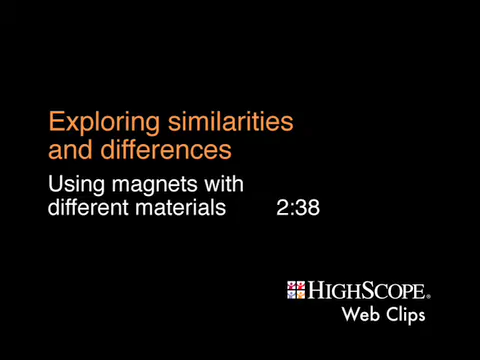 Exploring similarities
and differences
Using magnets with
different materials 2:38
HIGHSCOPE®
Web Clips